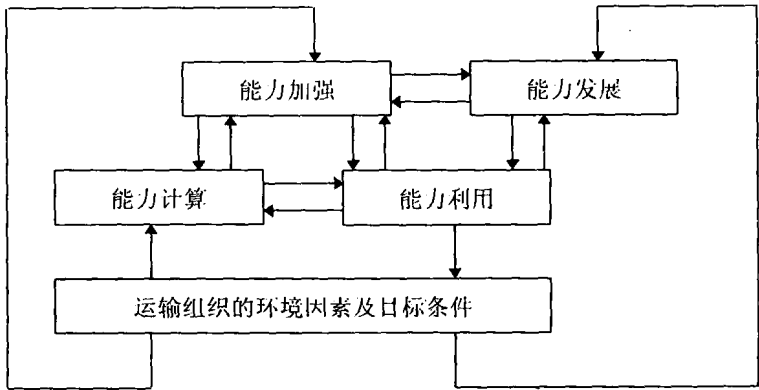 能力加强
能力发展
能力计算
能力利用
运输组织的环境因素及目标条件